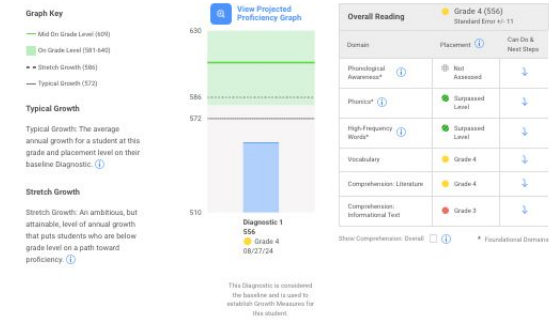 Graph Key
Mid On Grade Level (609)
On Grade Level (581-640)
Stretch Growth (586)
Typical Growth (572)
Typical Growth
Typical Growth: The average
annual growth for a student at this
grade and placement level on their
baseline Diagnostic.
Stretch Growth
Stretch Growth: An ambitious, but
attainable, level of annual growth
that puts students who are below
grade level on a path toward
proficiency.
View Projected
Proficiency Graph
630
586
572
510
Diagnostic 1
556
Grade 4
08/27/24
This Diagnostic is considered
the baseline and is used to
establish Growth Measures for
this student.
Overall Reading
Grade 4 (556)
Standard Error +/- 11
Domain
Placement
Can Do &
Next Steps
Phonological
Awareness*
Not
Assessed
Phonics*
Surpassed
Level
High-Frequency
Words*
Surpassed
Level
Vocabulary
Grade 4
Comprehension: Literature
Grade 4
Comprehension:
Informational Text
Grade 3
Show Comprehension: Overall
* Foundational Domains